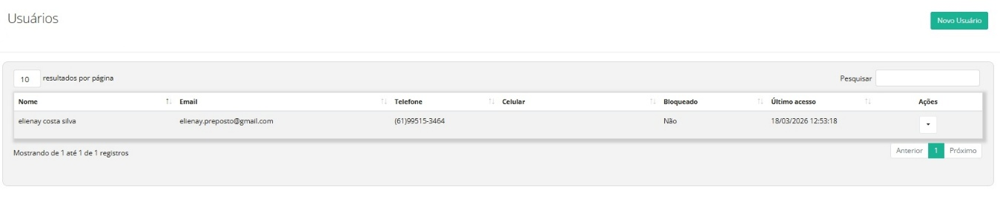 Usuários
Novo Usuário
10 resultados por página
Pesquisar
Nome Email Telefone Celular Bloqueado Último acesso Ações
elienay costa silva elienay.preposto@gmail.com (61)99515-3464 Não 18/03/2026 12:53:18
Mostrando de 1 até 1 de 1 registros
Anterior 1 Próximo